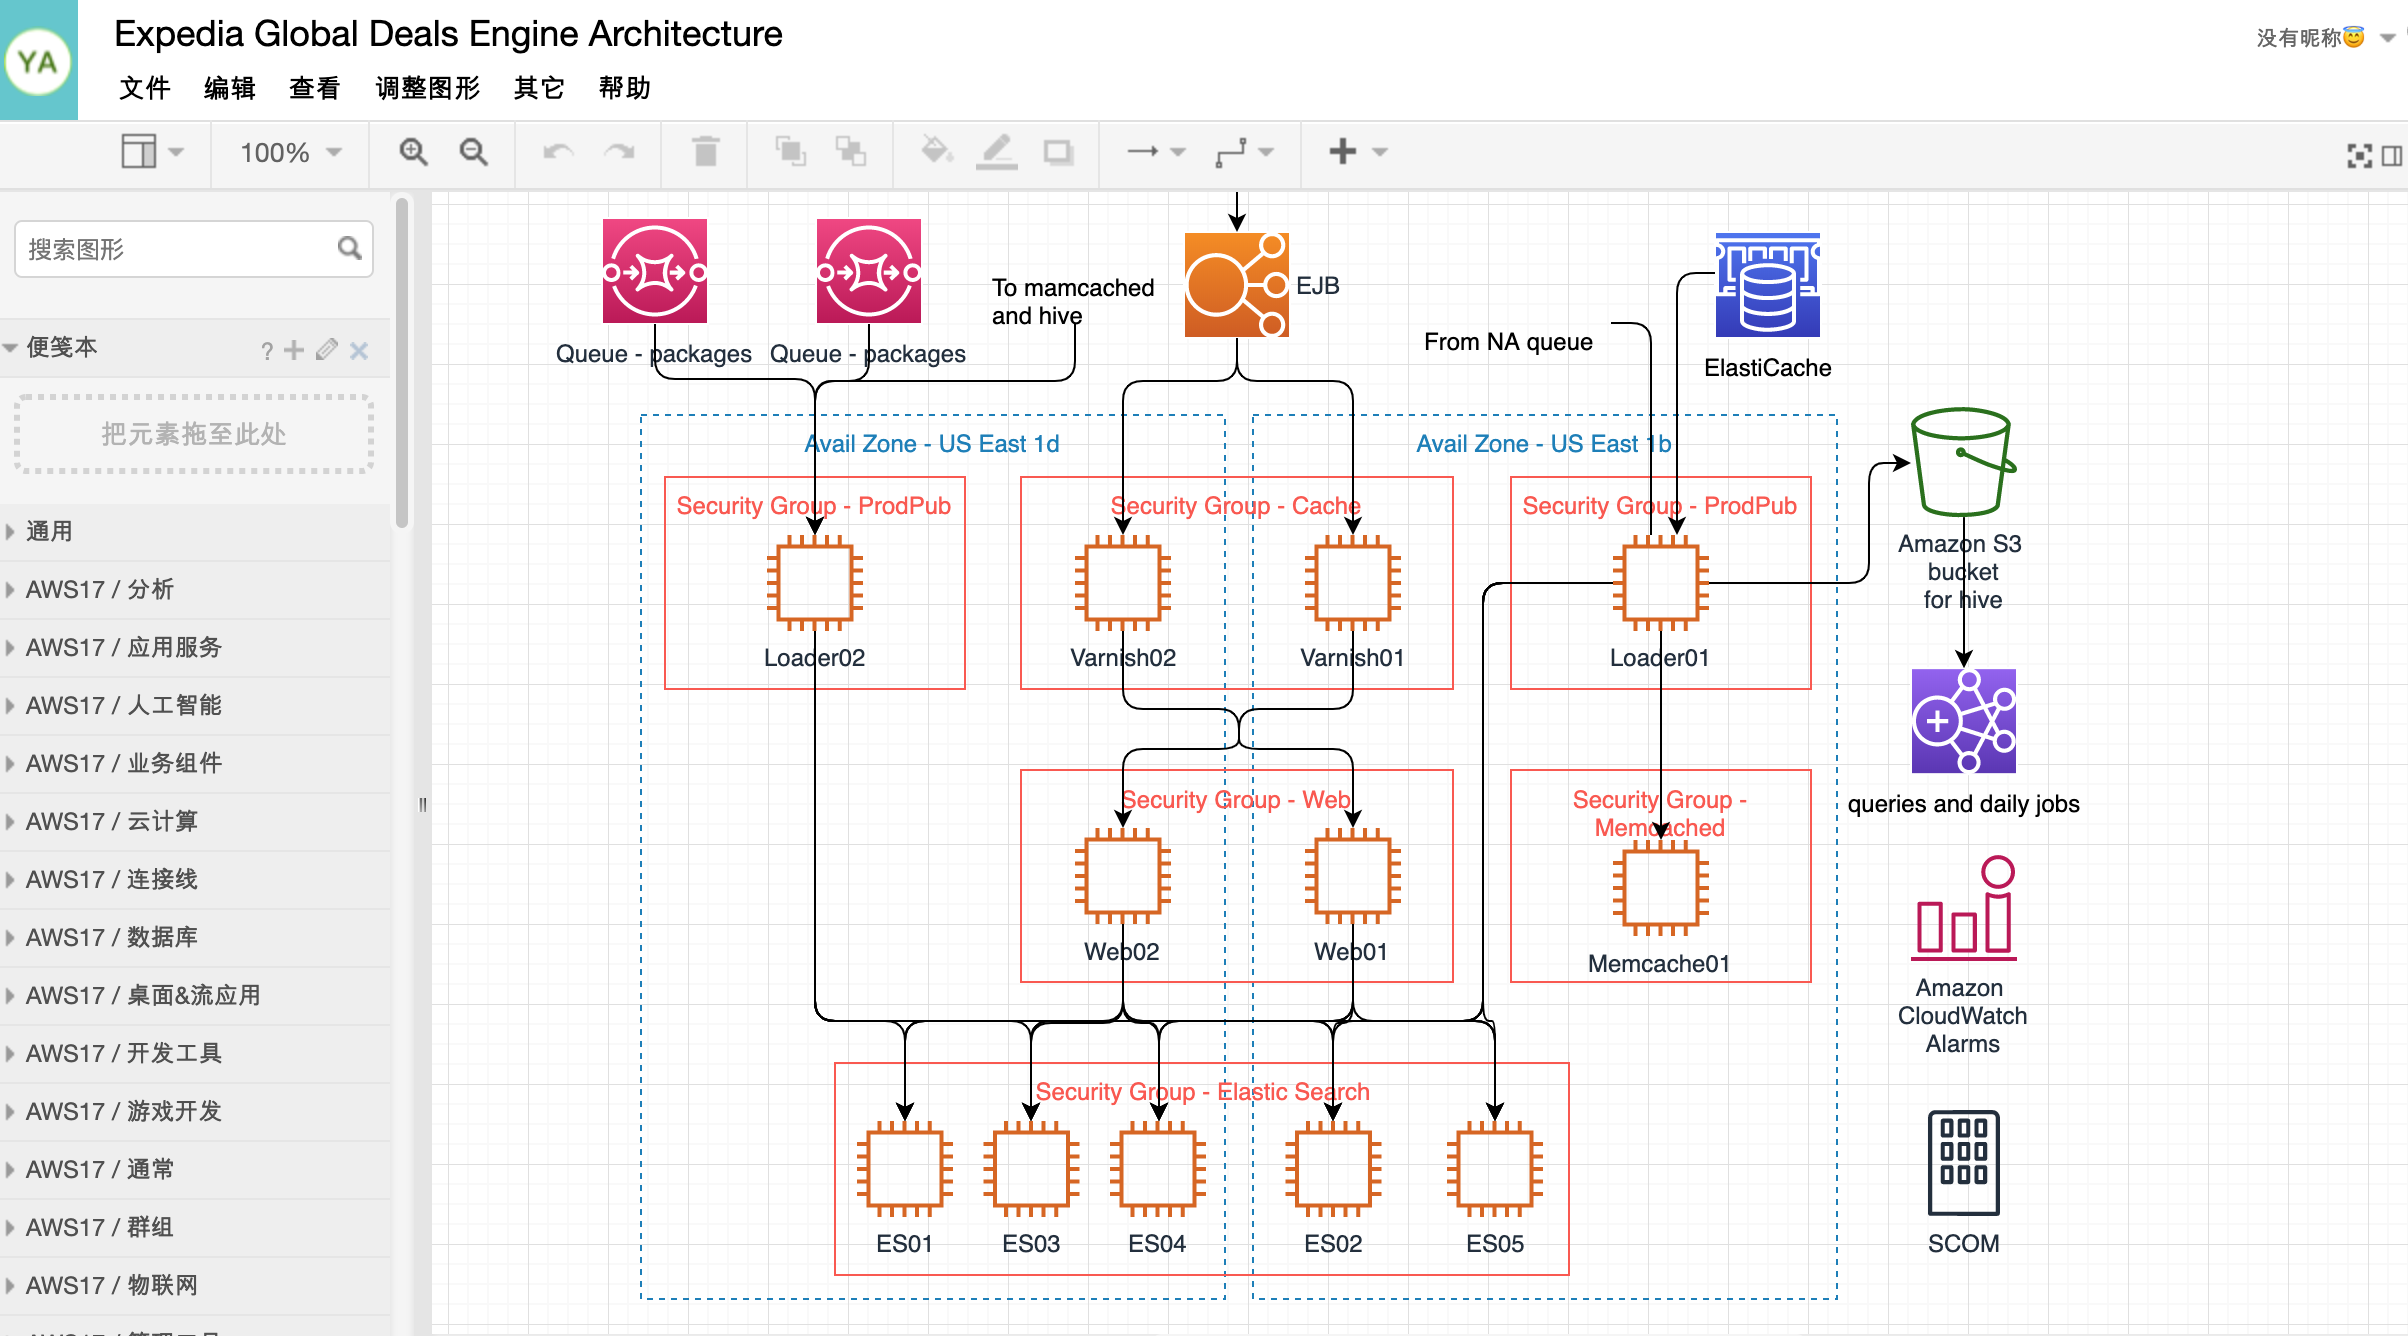 YA
Expedia Global Deals Engine Architecture
没有昵称😇
文件 编辑 查看 调整图形 其它 帮助
100%
搜索图形
便笺本
?
把元素拖至此处
通用
AWS17 / 分析
AWS17 / 应用服务
AWS17 / 人工智能
AWS17 / 业务组件
AWS17 / 云计算
AWS17 / 连接线
AWS17 / 数据库
AWS17 / 桌面&流应用
AWS17 / 开发工具
AWS17 / 游戏开发
AWS17 / 通常
AWS17 / 群组
AWS17 / 物联网
Queue - packages
Queue - packages
To mamcached
and hive
EJB
From NA queue
ElastiCache
Avail Zone - US East 1d
Avail Zone - US East 1b
Security Group - ProdPub
Security Group - Cache
Security Group - ProdPub
Loader02
Varnish02
Varnish01
Loader01
Amazon S3
bucket
for hive
Security Group - Web
Security Group -
Memcached
queries and daily jobs
Web02
Web01
Memcache01
Amazon
CloudWatch
Alarms
Security Group - Elastic Search
ES01
ES03
ES04
ES02
ES05
SCOM